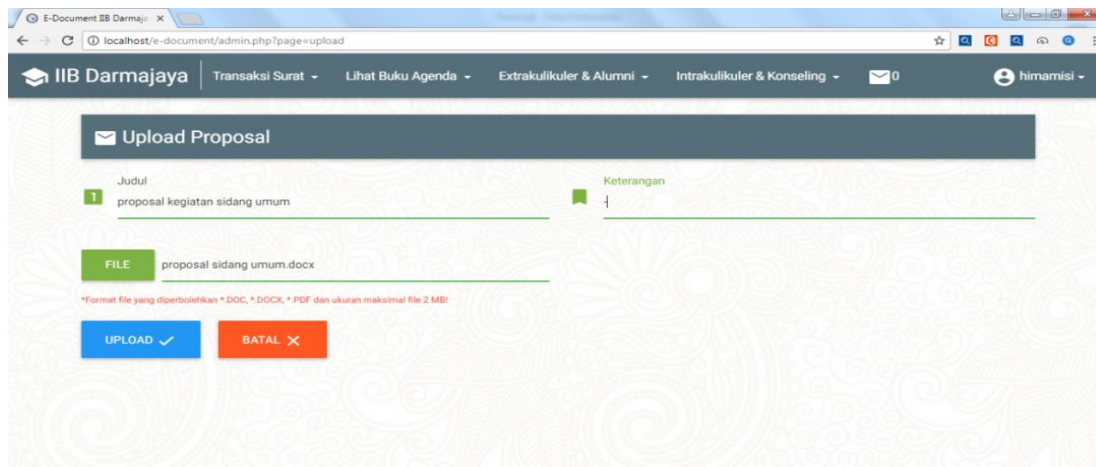 E-Document IIB Darmaja
localhost/e-document/admin.php?page=upload
IIB Darmajaya Transaksi Surat Lihat Buku Agenda Extrakulikuler & Alumni Intrakulikuler & Konseling 0 himamisi
Upload Proposal
Judul Keterangan
1 proposal kegiatan sidang umum -
FILE proposal sidang umum.docx
*Format file yang diperbolehkan *.DOC, *.DOCX, *.PDF dan ukuran maksimal file 2 MB!
UPLOAD BATAL